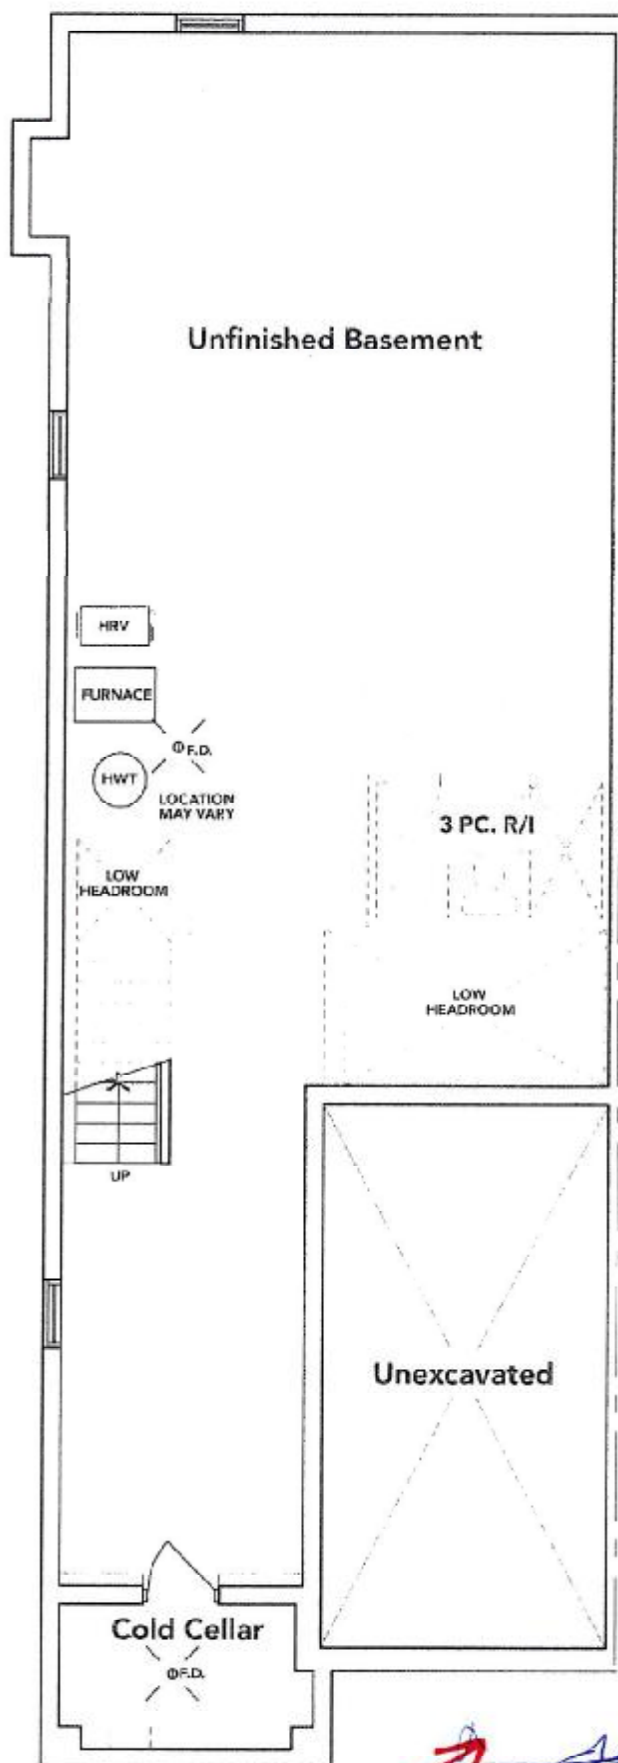 Unfinished Basement
HRV
FURNACE
F.D.
HWT
LOCATION
MAY VARY
3 PC. R/I
LOW
HEADROOM
LOW
HEADROOM
UP
Unexcavated
Cold Cellar
F.D.